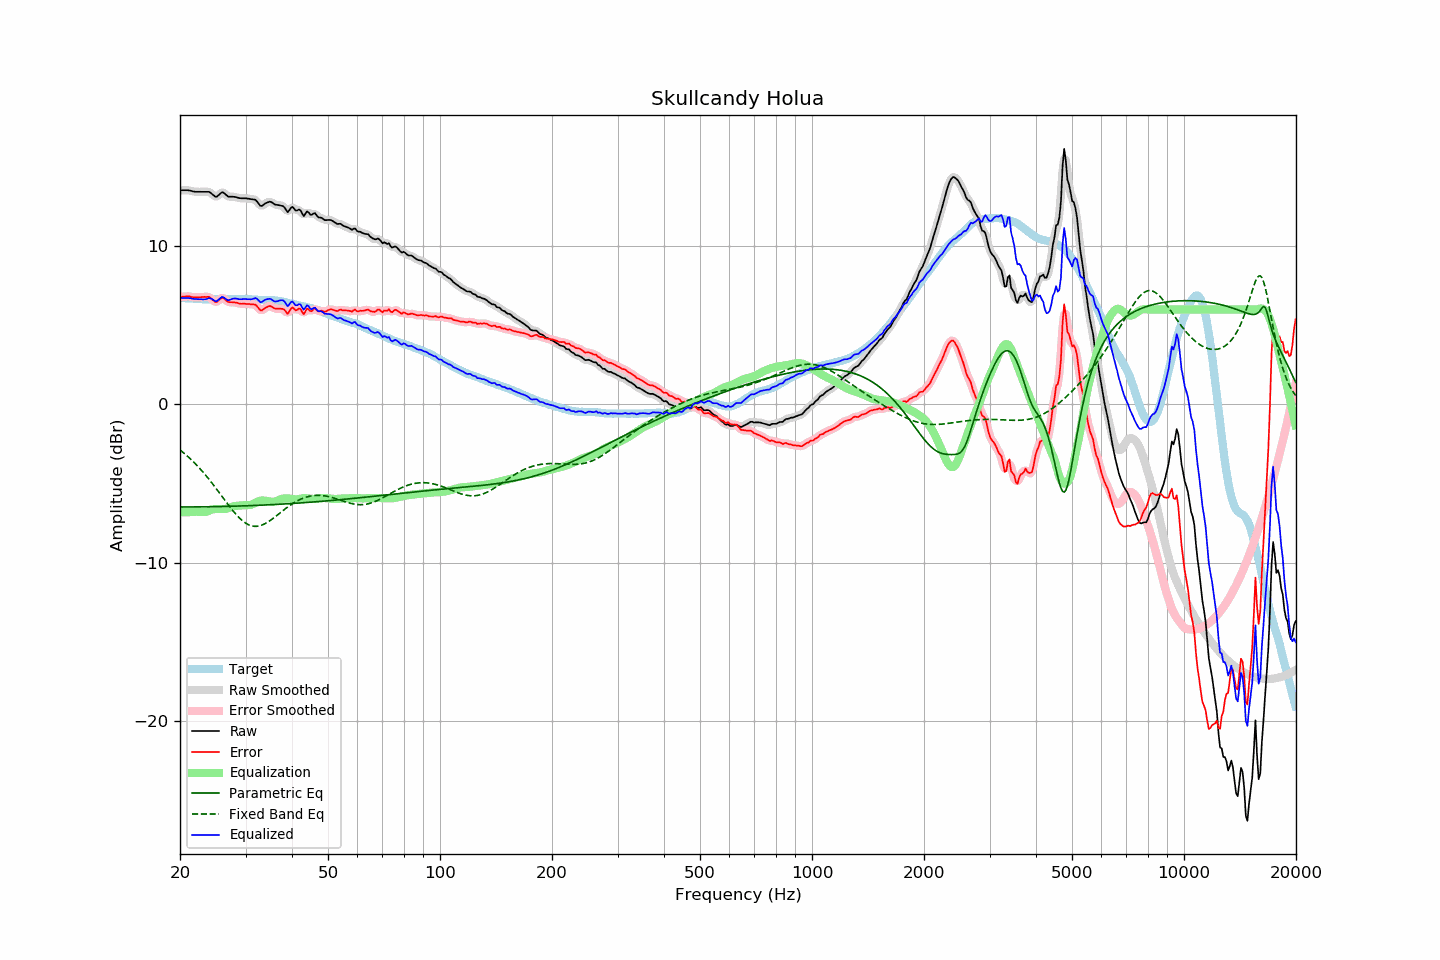 Skullcandy Holua
Amplitude (dBr)
10
0
−10
−20
Target
Raw Smoothed
Error Smoothed
Raw
Error
Equalization
Parametric Eq
Fixed Band Eq
Equalized
20 50 100 200 500 1000 2000 5000 10000 20000
Frequency (Hz)